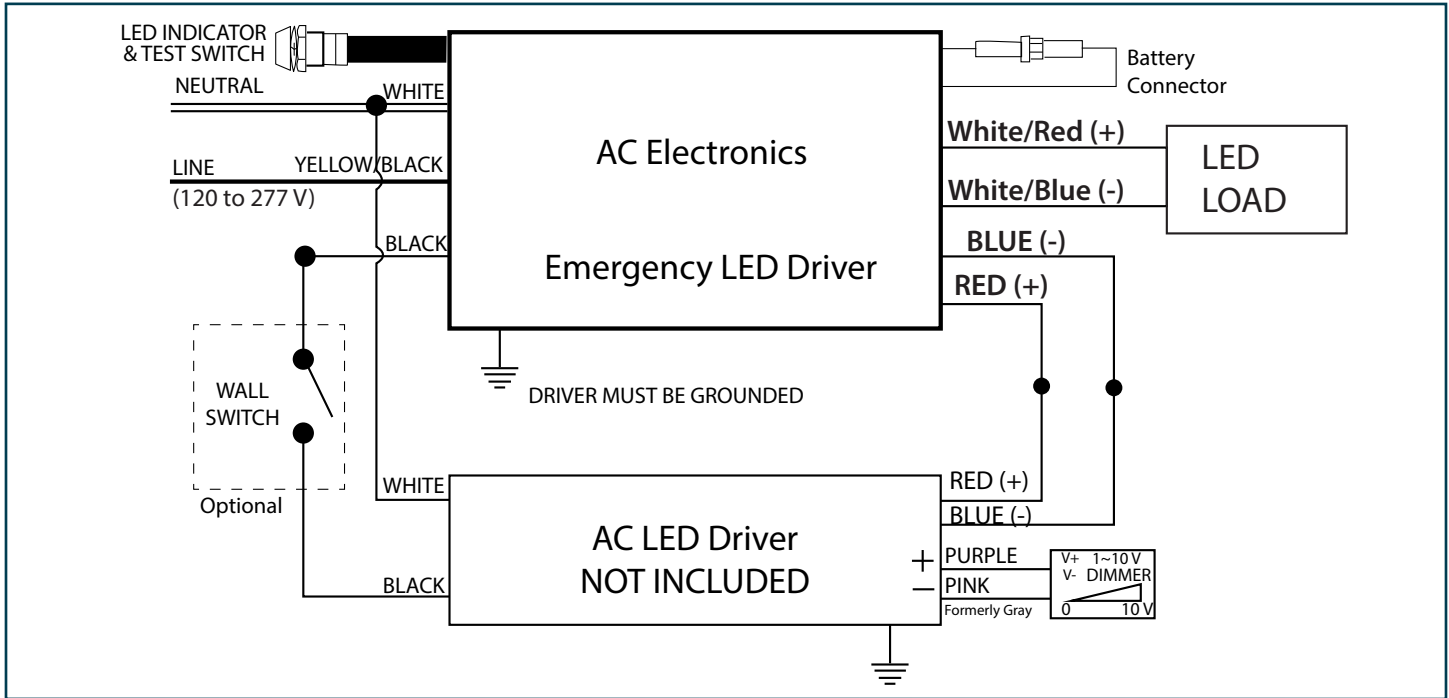 LED INDICATOR
& TEST SWITCH
NEUTRAL
WHITE
LINE
YELLOW/BLACK
(120 to 277 V)
BLACK
AC Electronics
Emergency LED Driver
Battery
Connector
White/Red (+)
White/Blue (-)
LED
LOAD
BLUE (-)
RED (+)
DRIVER MUST BE GROUNDED
WALL
SWITCH
Optional
WHITE
BLACK
AC LED Driver
NOT INCLUDED
RED (+)
BLUE (-)
+ PURPLE
− PINK
Formerly Gray
V+ 1~10 V
V- DIMMER
0 10 V